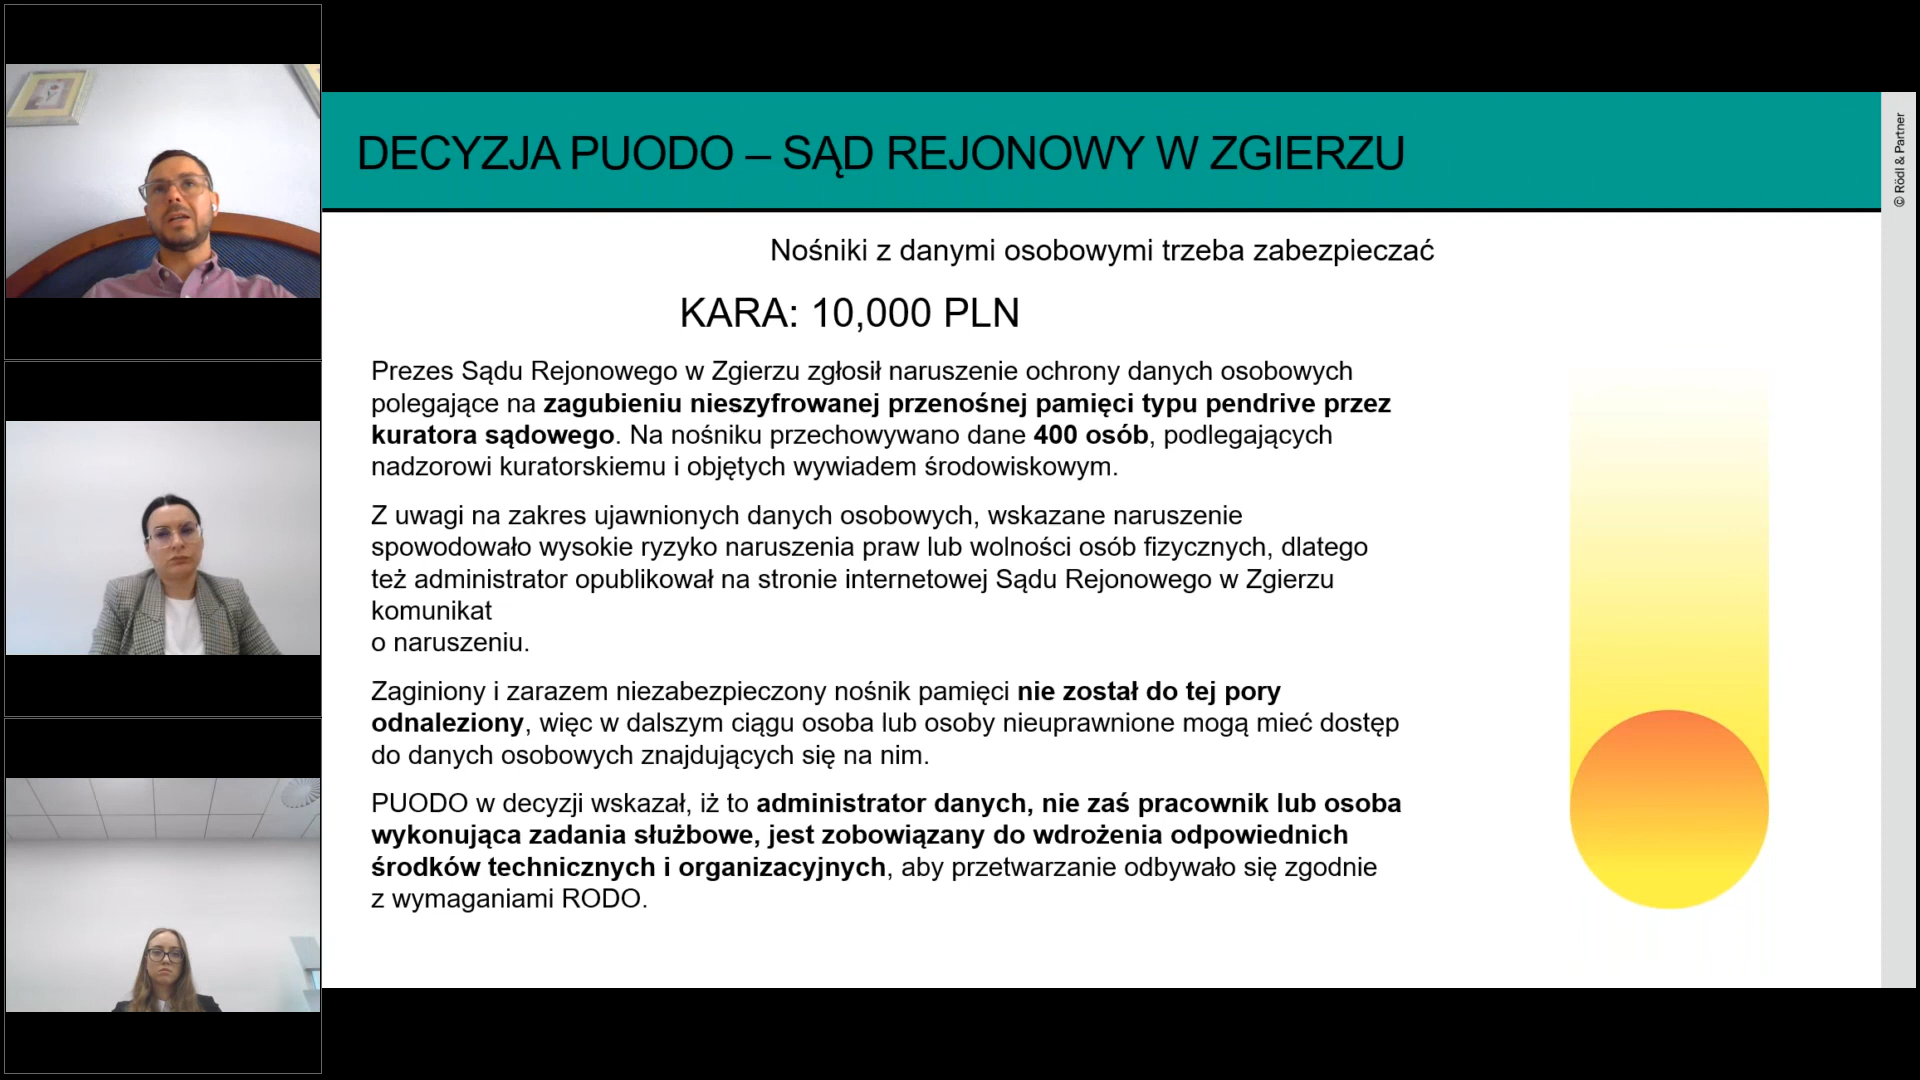 DECYZJA PUODO – SĄD REJONOWY W ZGIERZU
© Rödl & Partner
Nośniki z danymi osobowymi trzeba zabezpieczać
KARA: 10,000 PLN
Prezes Sądu Rejonowego w Zgierzu zgłosił naruszenie ochrony danych osobowych
polegające na zagubieniu nieszyfrowanej przenośnej pamięci typu pendrive przez
kuratora sądowego. Na nośniku przechowywano dane 400 osób, podlegających
nadzorowi kuratorskiemu i objętych wywiadem środowiskowym.
Z uwagi na zakres ujawnionych danych osobowych, wskazane naruszenie
spowodowało wysokie ryzyko naruszenia praw lub wolności osób fizycznych, dlatego
też administrator opublikował na stronie internetowej Sądu Rejonowego w Zgierzu
komunikat
o naruszeniu.
Zaginiony i zarazem niezabezpieczony nośnik pamięci nie został do tej pory
odnaleziony, więc w dalszym ciągu osoba lub osoby nieuprawnione mogą mieć dostęp
do danych osobowych znajdujących się na nim.
PUODO w decyzji wskazał, iż to administrator danych, nie zaś pracownik lub osoba
wykonująca zadania służbowe, jest zobowiązany do wdrożenia odpowiednich
środków technicznych i organizacyjnych, aby przetwarzanie odbywało się zgodnie
z wymaganiami RODO.